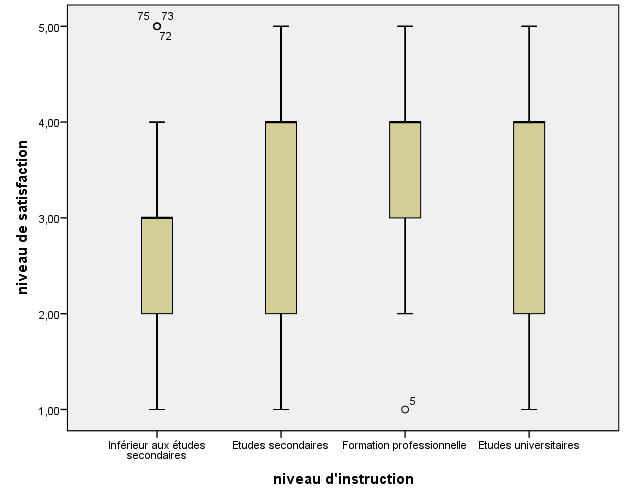 75 73
72
5,00
4,00
3,00
2,00
1,00
5
niveau de satisfaction
Inférieur aux études
secondaires
Etudes secondaires
Formation professionnelle
Etudes universitaires
niveau d'instruction